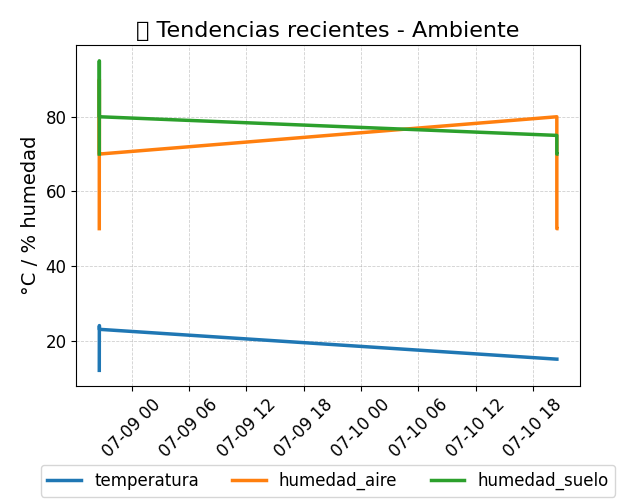 Tendencias recientes - Ambiente
°C / % humedad
80
60
40
20
07-09 00
07-09 06
07-09 12
07-09 18
07-10 00
07-10 06
07-10 12
07-10 18
temperatura
humedad_aire
humedad_suelo